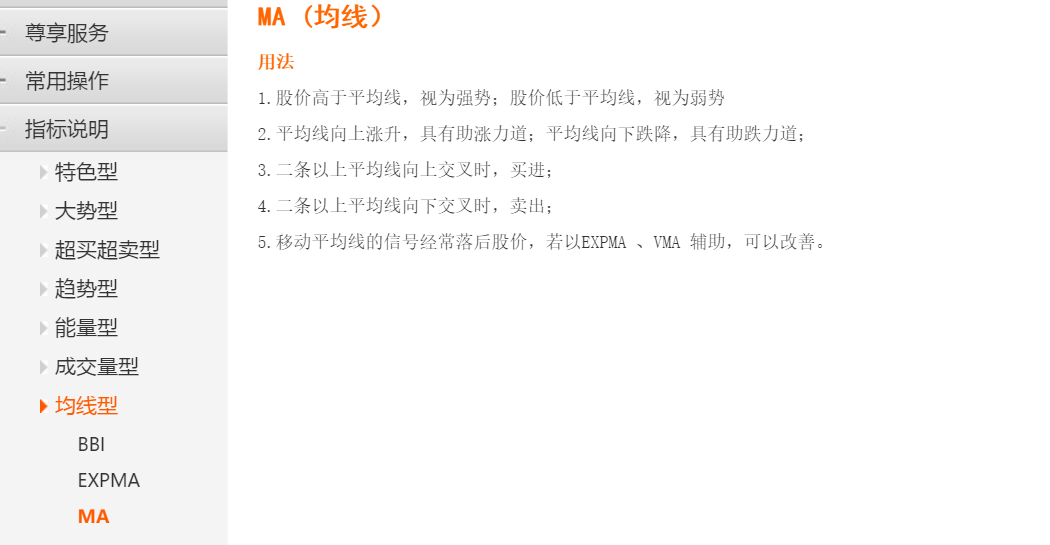 尊享服务
常用操作
指标说明
特色型
大势型
超买超卖型
趋势型
能量型
成交量型
均线型
BBI
EXPMA
MA
MA（均线）
用法
1.股价高于平均线，视为强势；股价低于平均线，视为弱势
2.平均线向上涨升，具有助涨力道；平均线向下跌降，具有助跌力道；
3.二条以上平均线向上交叉时，买进；
4.二条以上平均线向下交叉时，卖出；
5.移动平均线的信号经常落后股价，若以EXPMA 、VMA 辅助，可以改善。